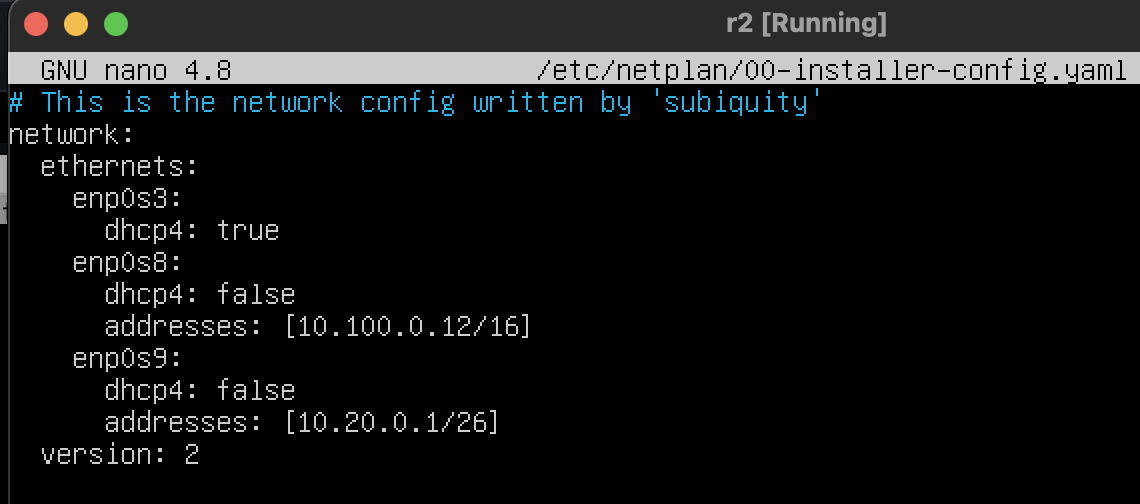 r2 [Running]
GNU nano 4.8 /etc/netplan/00-installer-config.yaml
# This is the network config written by 'subiquity'
network:
  ethernets:
    enp0s3:
      dhcp4: true
    enp0s8:
      dhcp4: false
      addresses: [10.100.0.12/16]
    enp0s9:
      dhcp4: false
      addresses: [10.20.0.1/26]
  version: 2